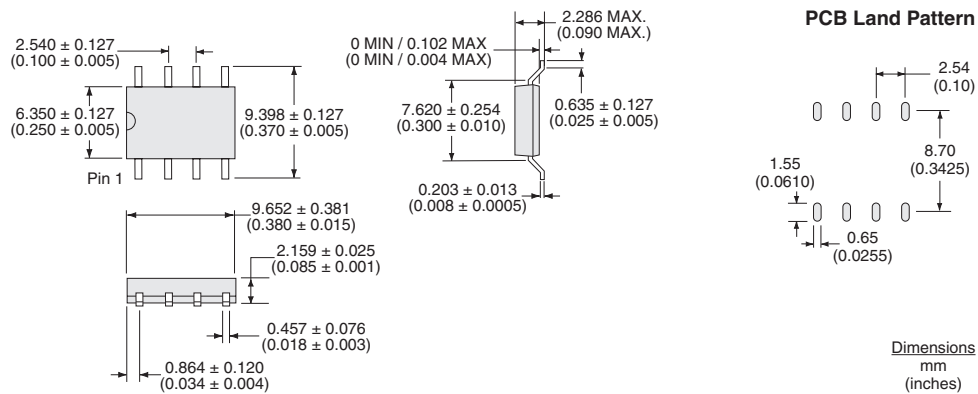 2.540 ± 0.127
(0.100 ± 0.005)
6.350 ± 0.127
(0.250 ± 0.005)
9.398 ± 0.127
(0.370 ± 0.005)
Pin 1
9.652 ± 0.381
(0.380 ± 0.015)
2.159 ± 0.025
(0.085 ± 0.001)
0.457 ± 0.076
(0.018 ± 0.003)
0.864 ± 0.120
(0.034 ± 0.004)
2.286 MAX.
(0.090 MAX.)
0 MIN / 0.102 MAX
(0 MIN / 0.004 MAX)
7.620 ± 0.254
(0.300 ± 0.010)
0.635 ± 0.127
(0.025 ± 0.005)
0.203 ± 0.013
(0.008 ± 0.0005)
PCB Land Pattern
2.54
(0.10)
8.70
(0.3425)
1.55
(0.0610)
0.65
(0.0255)
Dimensions
mm
(inches)